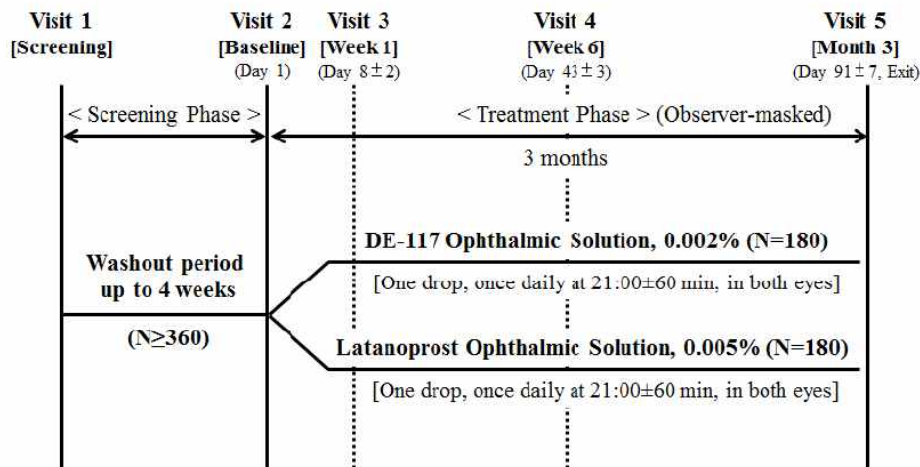 Visit 1
[Screening]
Visit 2
[Baseline]
(Day 1)
Visit 3
[Week 1]
(Day 8±2)
Visit 4
[Week 6]
(Day 43±3)
Visit 5
[Month 3]
(Day 91±7, Exit)
< Screening Phase >
< Treatment Phase > (Observer-masked)
3 months
Washout period
up to 4 weeks
(N≥360)
DE-117 Ophthalmic Solution, 0.002% (N=180)
[One drop, once daily at 21:00±60 min, in both eyes]
Latanoprost Ophthalmic Solution, 0.005% (N=180)
[One drop, once daily at 21:00±60 min, in both eyes]